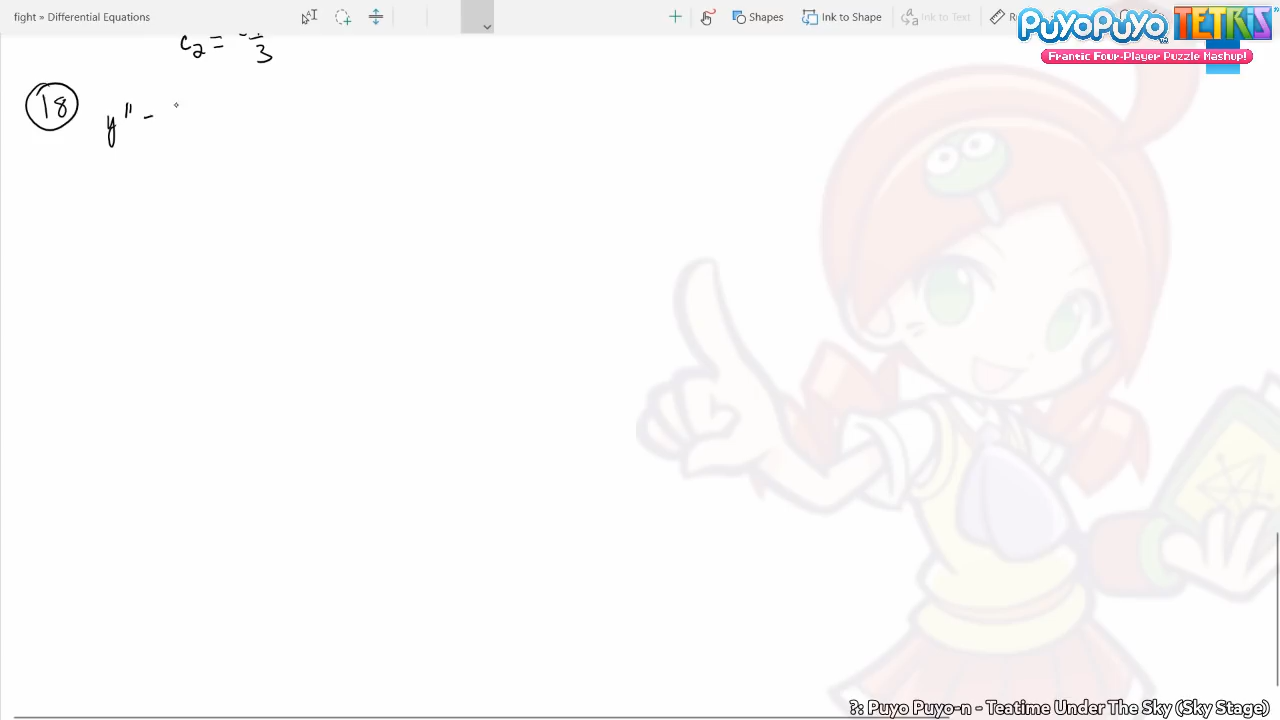 fight » Differential Equations
Shapes
Ink to Shape
Ink to Text
PUYOPUYO TETRIS
Frantic Four-Player Puzzle Mashup!
c₂ =
3
18 y'' -
?: Puyo Puyo~n - Teatime Under The Sky (Sky Stage)